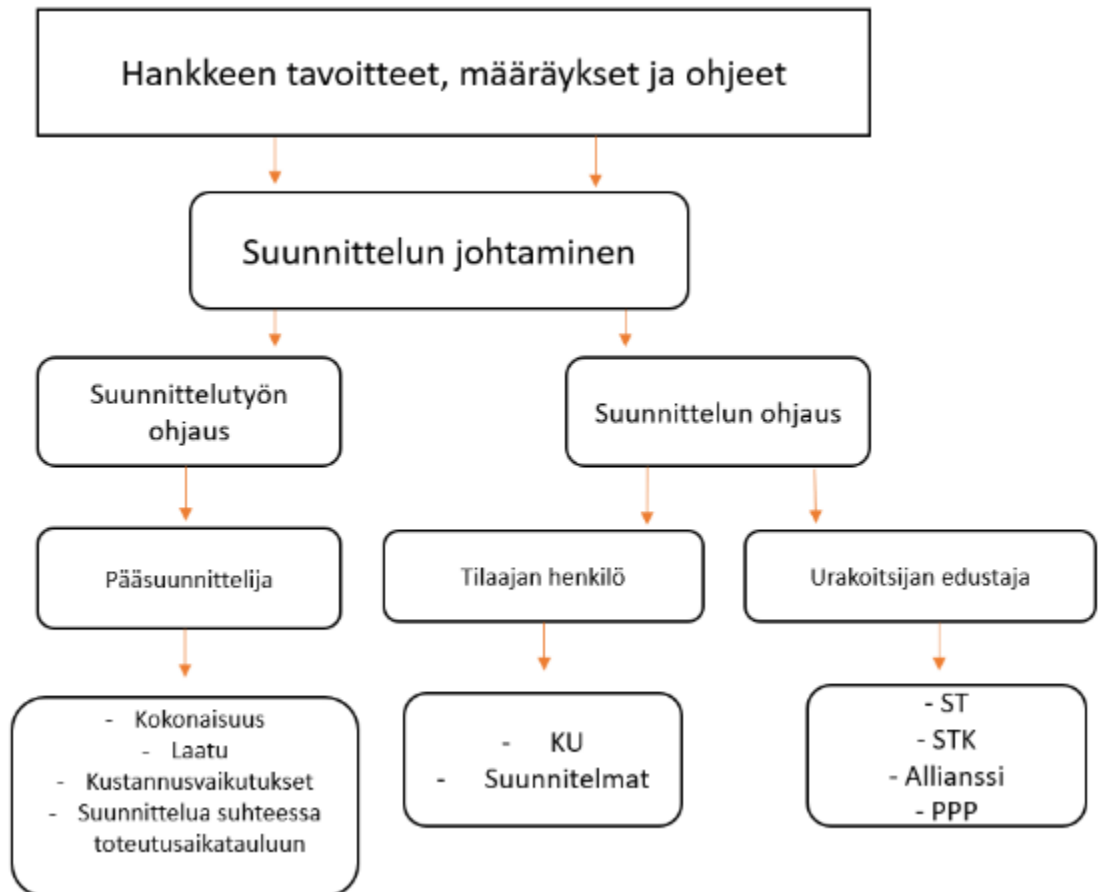 Hankkeen tavoitteet, määräykset ja ohjeet
Suunnittelun johtaminen
Suunnittelutyön
ohjaus
Suunnittelun ohjaus
Pääsuunnittelija
Tilaajan henkilö
Urakoitsijan edustaja
- Kokonaisuus
- Laatu
- Kustannusvaikutukset
- Suunnittelua suhteessa
toteutusaikatauluun
- KU
- Suunnitelmat
- ST
- STK
- Allianssi
- PPP